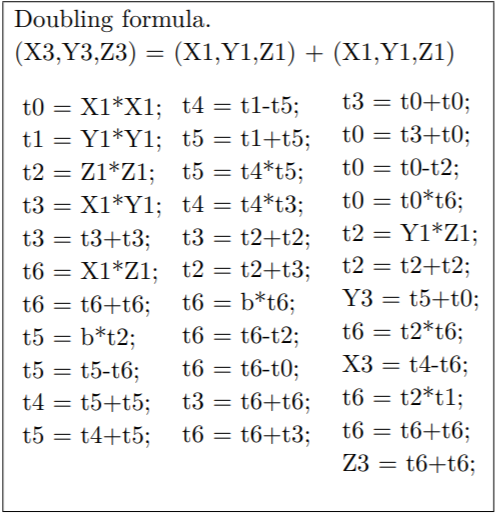 Doubling formula.
(X3,Y3,Z3) = (X1,Y1,Z1) + (X1,Y1,Z1)
t0 = X1*X1;
t1 = Y1*Y1;
t2 = Z1*Z1;
t3 = X1*Y1;
t3 = t3+t3;
t6 = X1*Z1;
t6 = t6+t6;
t5 = b*t2;
t5 = t5-t6;
t4 = t5+t5;
t5 = t4+t5;
t4 = t1-t5;
t5 = t1+t5;
t5 = t4*t5;
t4 = t4*t3;
t3 = t2+t2;
t2 = t2+t3;
t6 = b*t6;
t6 = t6-t2;
t6 = t6-t0;
t3 = t6+t6;
t6 = t6+t3;
t3 = t0+t0;
t0 = t3+t0;
t0 = t0-t2;
t0 = t0*t6;
t2 = Y1*Z1;
t2 = t2+t2;
Y3 = t5+t0;
t6 = t2*t6;
X3 = t4-t6;
t6 = t2*t1;
t6 = t6+t6;
Z3 = t6+t6;